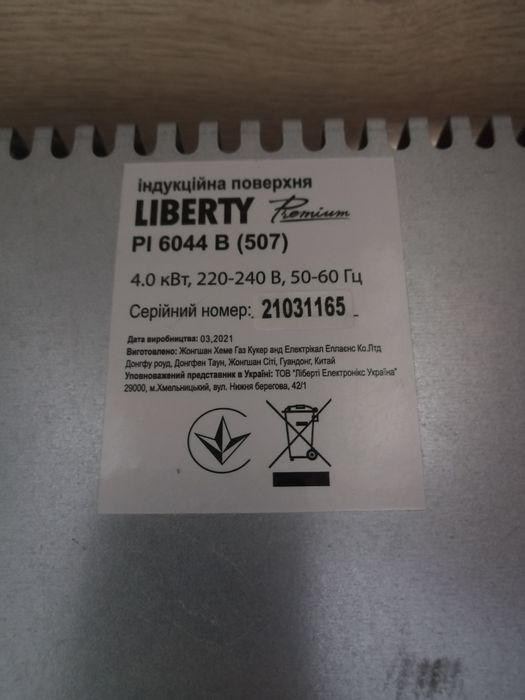 індукційна поверхня
LIBERTY Premium
PI 6044 B (507)
4.0 кВт, 220-240 В, 50-60 Гц
Серійний номер: 21031165
Дата виробництва: 03,2021
Виготовлено: Жонгшан Хеме Газ Кукер анд Електрікал Епплаєнс Ко.Лтд
Донгфу роуд, Донгфен Таун, Жонгшан Сіті, Гуандонг, Китай
Уповноважений представник в Україні: ТОВ "Ліберті Електронікс Україна"
29000, м.Хмельницький, вул. Нижня берегова, 42/1